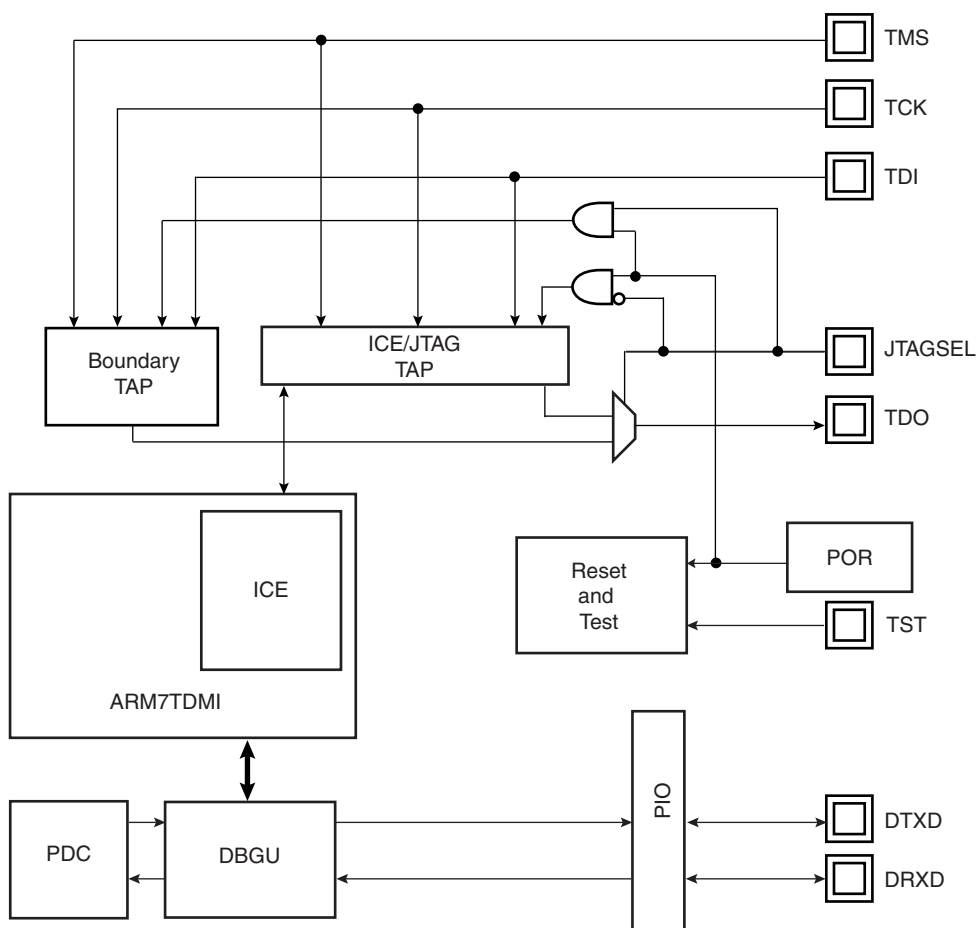 TMS
TCK
TDI
Boundary
TAP
ICE/JTAG
TAP
JTAGSEL
TDO
ICE
ARM7TDMI
Reset
and
Test
POR
TST
PDC
DBGU
PIO
DTXD
DRXD